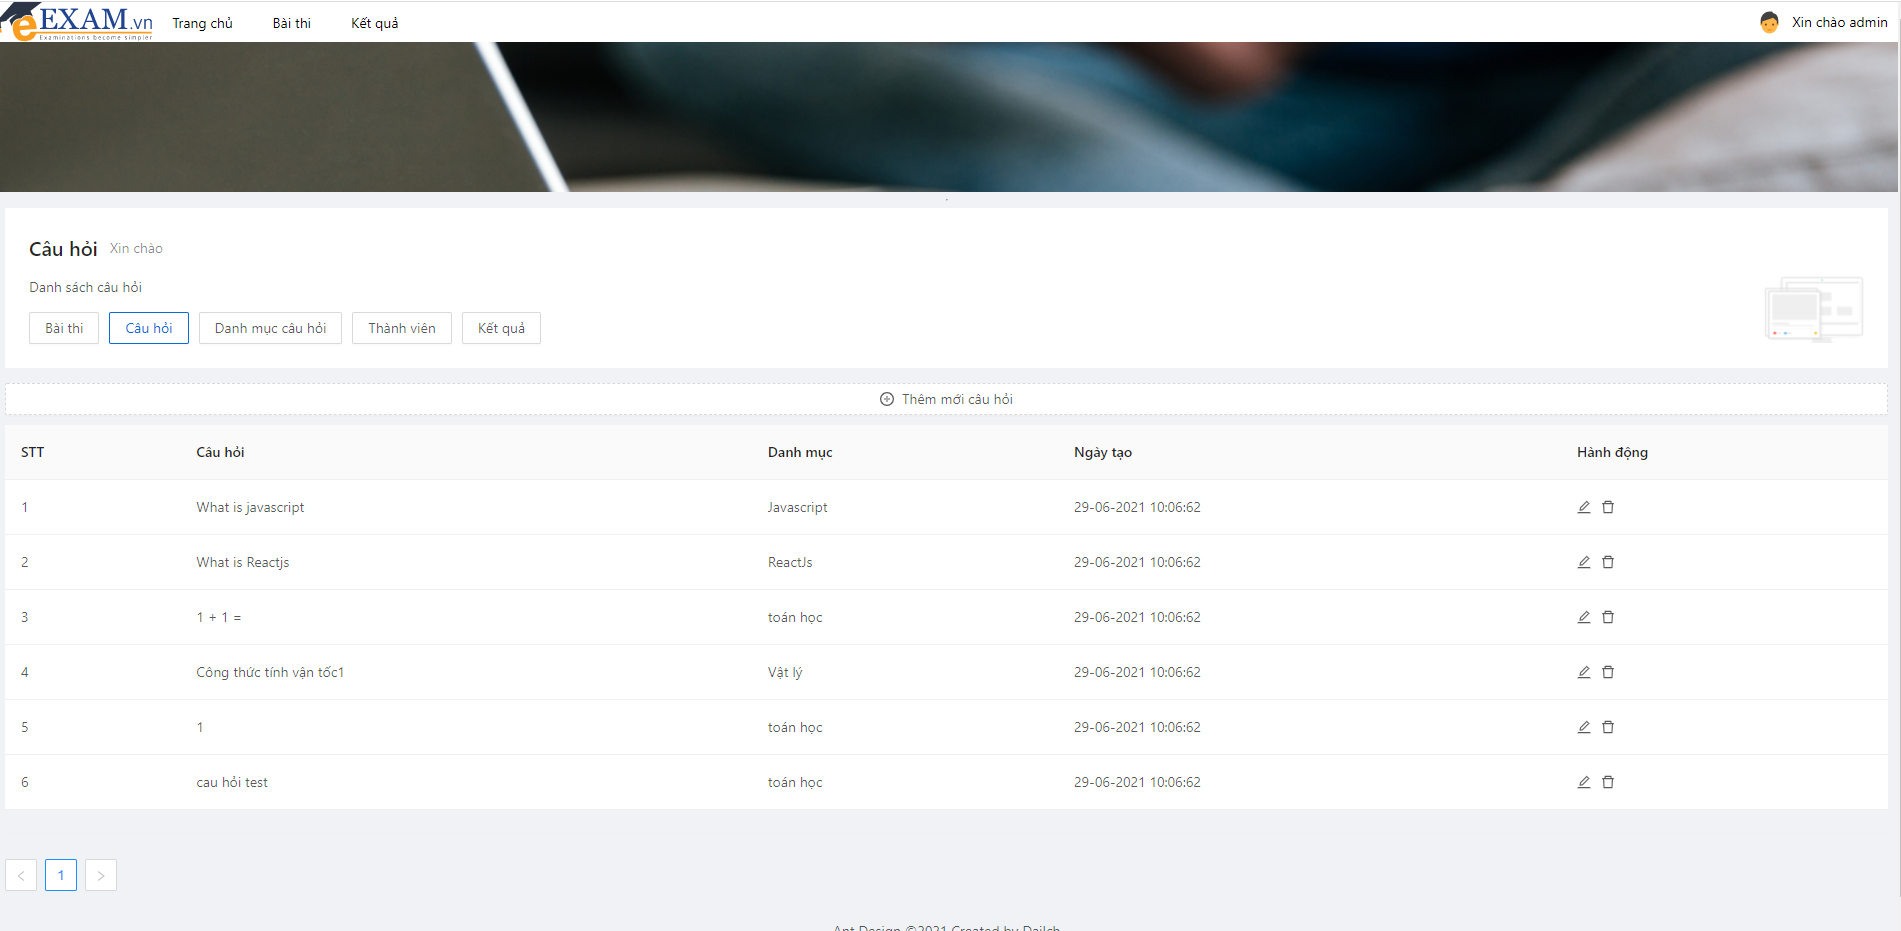 eEXAM.vn
Examinations become simpler
Trang chủ Bài thi Kết quả Xin chào admin
Câu hỏi Xin chào
Danh sách câu hỏi
Bài thi Câu hỏi Danh mục câu hỏi Thành viên Kết quả
Thêm mới câu hỏi
STT Câu hỏi Danh mục Ngày tạo Hành động
1 What is javascript Javascript 29-06-2021 10:06:62
2 What is Reactjs ReactJs 29-06-2021 10:06:62
3 1 + 1 = toán học 29-06-2021 10:06:62
4 Công thức tính vận tốc1 Vật lý 29-06-2021 10:06:62
5 1 toán học 29-06-2021 10:06:62
6 cau hỏi test toán học 29-06-2021 10:06:62
< 1 >
Ant Design ©2021 Created by Dailch